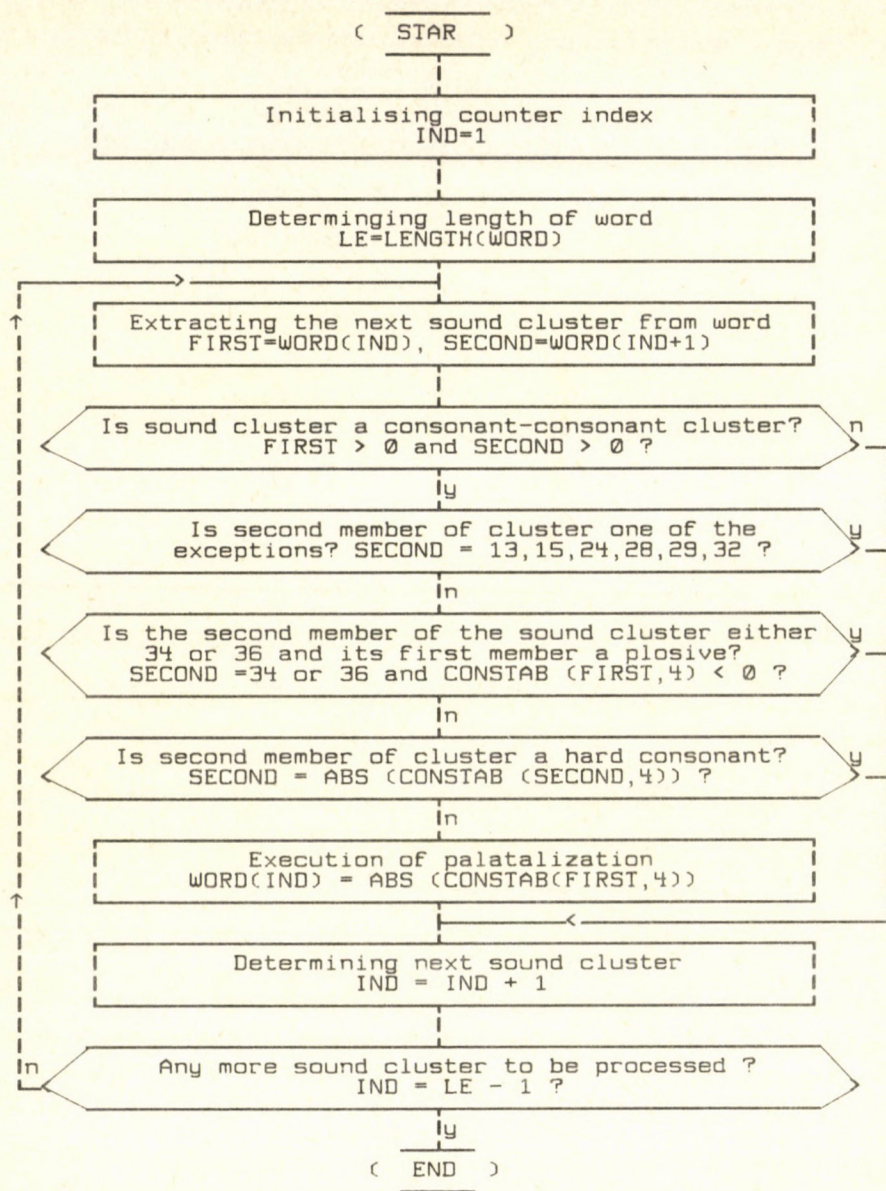 ( STAR )
Initialising counter index
IND=1
Determinging length of word
LE=LENGTH(WORD)
Extracting the next sound cluster from word
FIRST=WORD(IND), SECOND=WORD(IND+1)
Is sound cluster a consonant-consonant cluster?
n
FIRST > 0 and SECOND > 0 ?
y
Is second member of cluster one of the
y
exceptions? SECOND = 13,15,24,28,29,32 ?
n
Is the second member of the sound cluster either
y
34 or 36 and its first member a plosive?
SECOND =34 or 36 and CONSTAB (FIRST,4) < 0 ?
n
Is second member of cluster a hard consonant?
y
SECOND = ABS (CONSTAB (SECOND,4)) ?
n
Execution of palatalization
WORD(IND) = ABS (CONSTAB(FIRST,4))
Determining next sound cluster
IND = IND + 1
n
Any more sound cluster to be processed ?
IND = LE - 1 ?
y
( END )